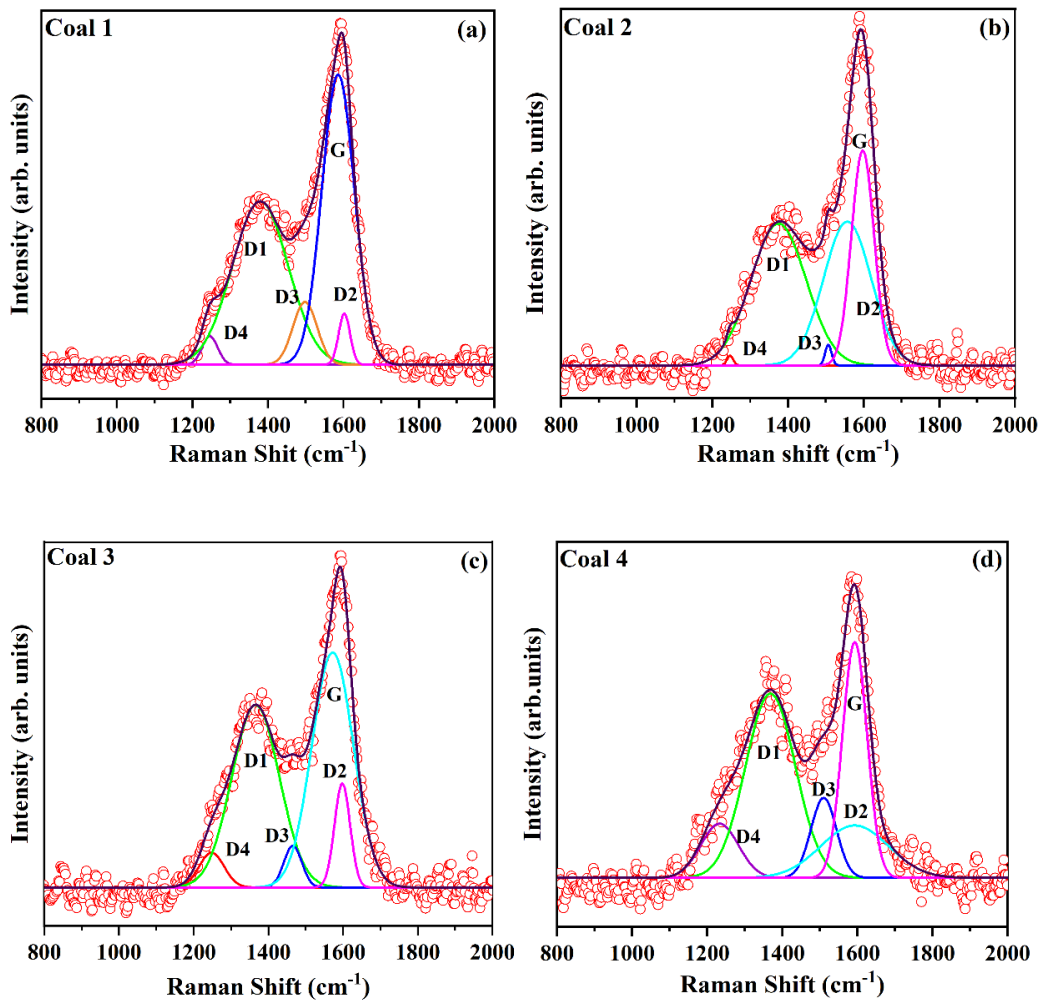 Coal 1
(a)
Intensity (arb. units)
G
D1
D3
D2
D4
800 1000 1200 1400 1600 1800 2000
Raman Shit (cm⁻¹)
Coal 2
(b)
Intensity (arb. units)
G
D1
D2
D3
D4
800 1000 1200 1400 1600 1800 2000
Raman shift (cm⁻¹)
Coal 3
(c)
Intensity (arb. units)
G
D1
D2
D3
D4
800 1000 1200 1400 1600 1800 2000
Raman Shift (cm⁻¹)
Coal 4
(d)
Intensity (arb.units)
G
D1
D3
D2
D4
800 1000 1200 1400 1600 1800 2000
Raman Shift (cm⁻¹)